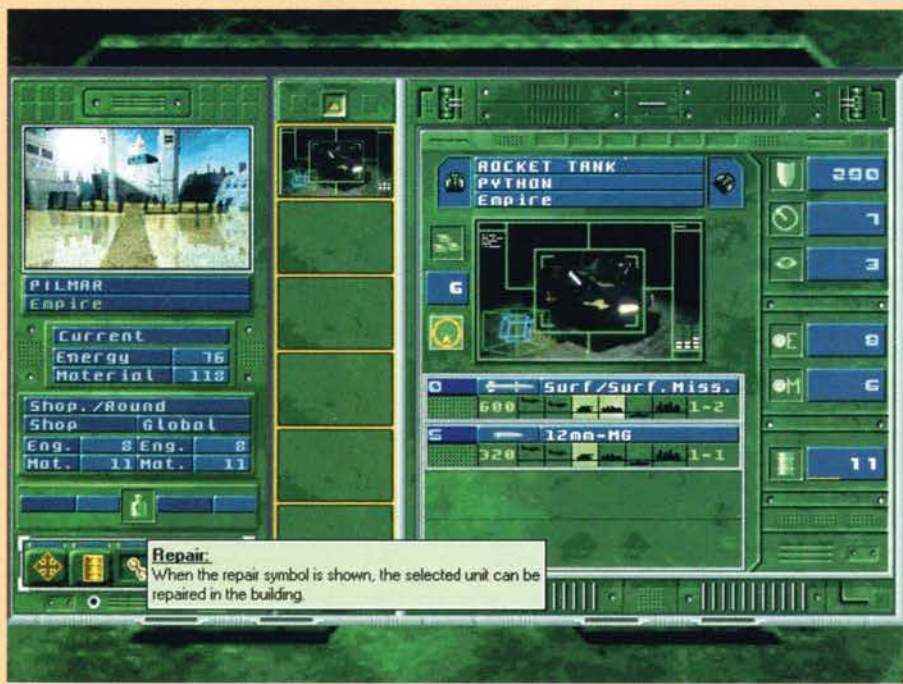 PILMAR
Empire
Current
Energy 76
Material 118
Shop./Round
Shop Global
Eng. 8 Eng. 8
Mat. 11 Mat. 11
Repair:
When the repair symbol is shown, the selected unit can be
repaired in the building.
ROCKET TANK
PYTHON
Empire
6
Surf/Surf.Miss.
600 1-2
12mm-MG
320 1-1
290
7
3
E 8
M 6
11